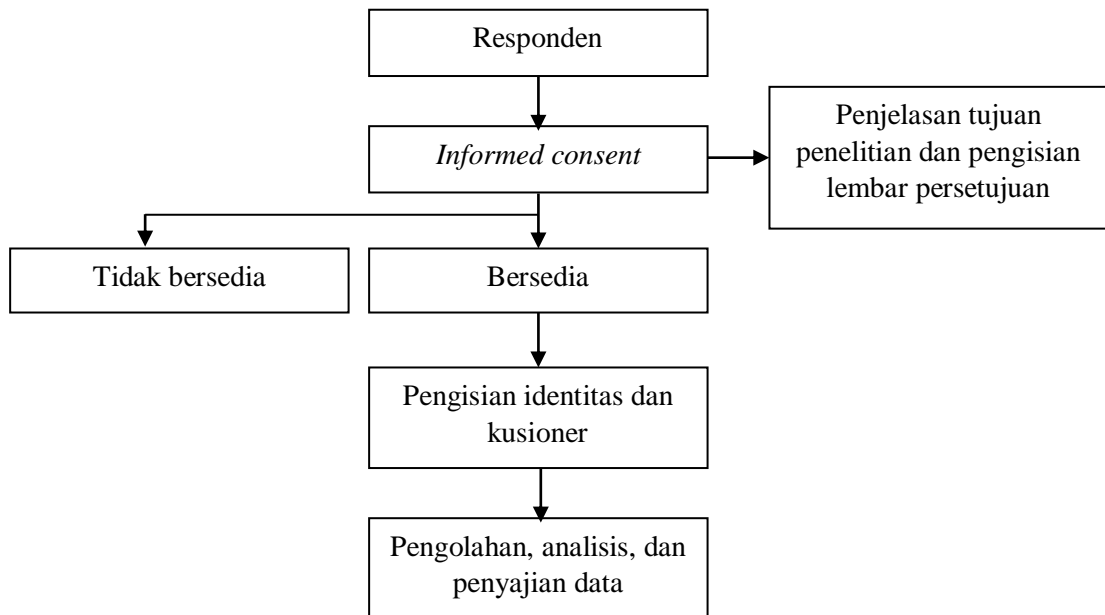 Responden
Informed consent
Penjelasan tujuan
penelitian dan pengisian
lembar persetujuan
Tidak bersedia
Bersedia
Pengisian identitas dan
kusioner
Pengolahan, analisis, dan
penyajian data